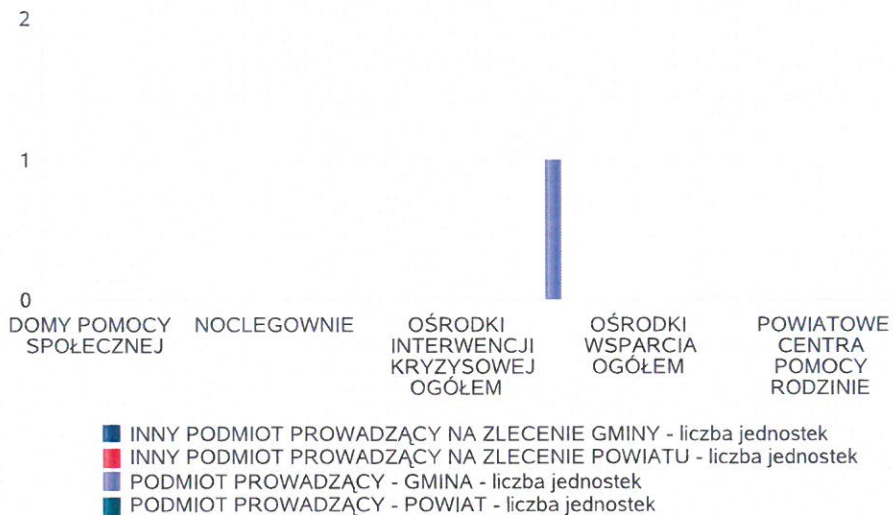 2
1
0
DOMY POMOCY SPOŁECZNEJ
NOCLEGOWNIE
OŚRODKI INTERWENCJI KRYZYSOWEJ OGÓŁEM
OŚRODKI WSPARCIA OGÓŁEM
POWIATOWE CENTRA POMOCY RODZINIE
INNY PODMIOT PROWADZĄCY NA ZLECENIE GMINY - liczba jednostek
INNY PODMIOT PROWADZĄCY NA ZLECENIE POWIATU - liczba jednostek
PODMIOT PROWADZĄCY - GMINA - liczba jednostek
PODMIOT PROWADZĄCY - POWIAT - liczba jednostek